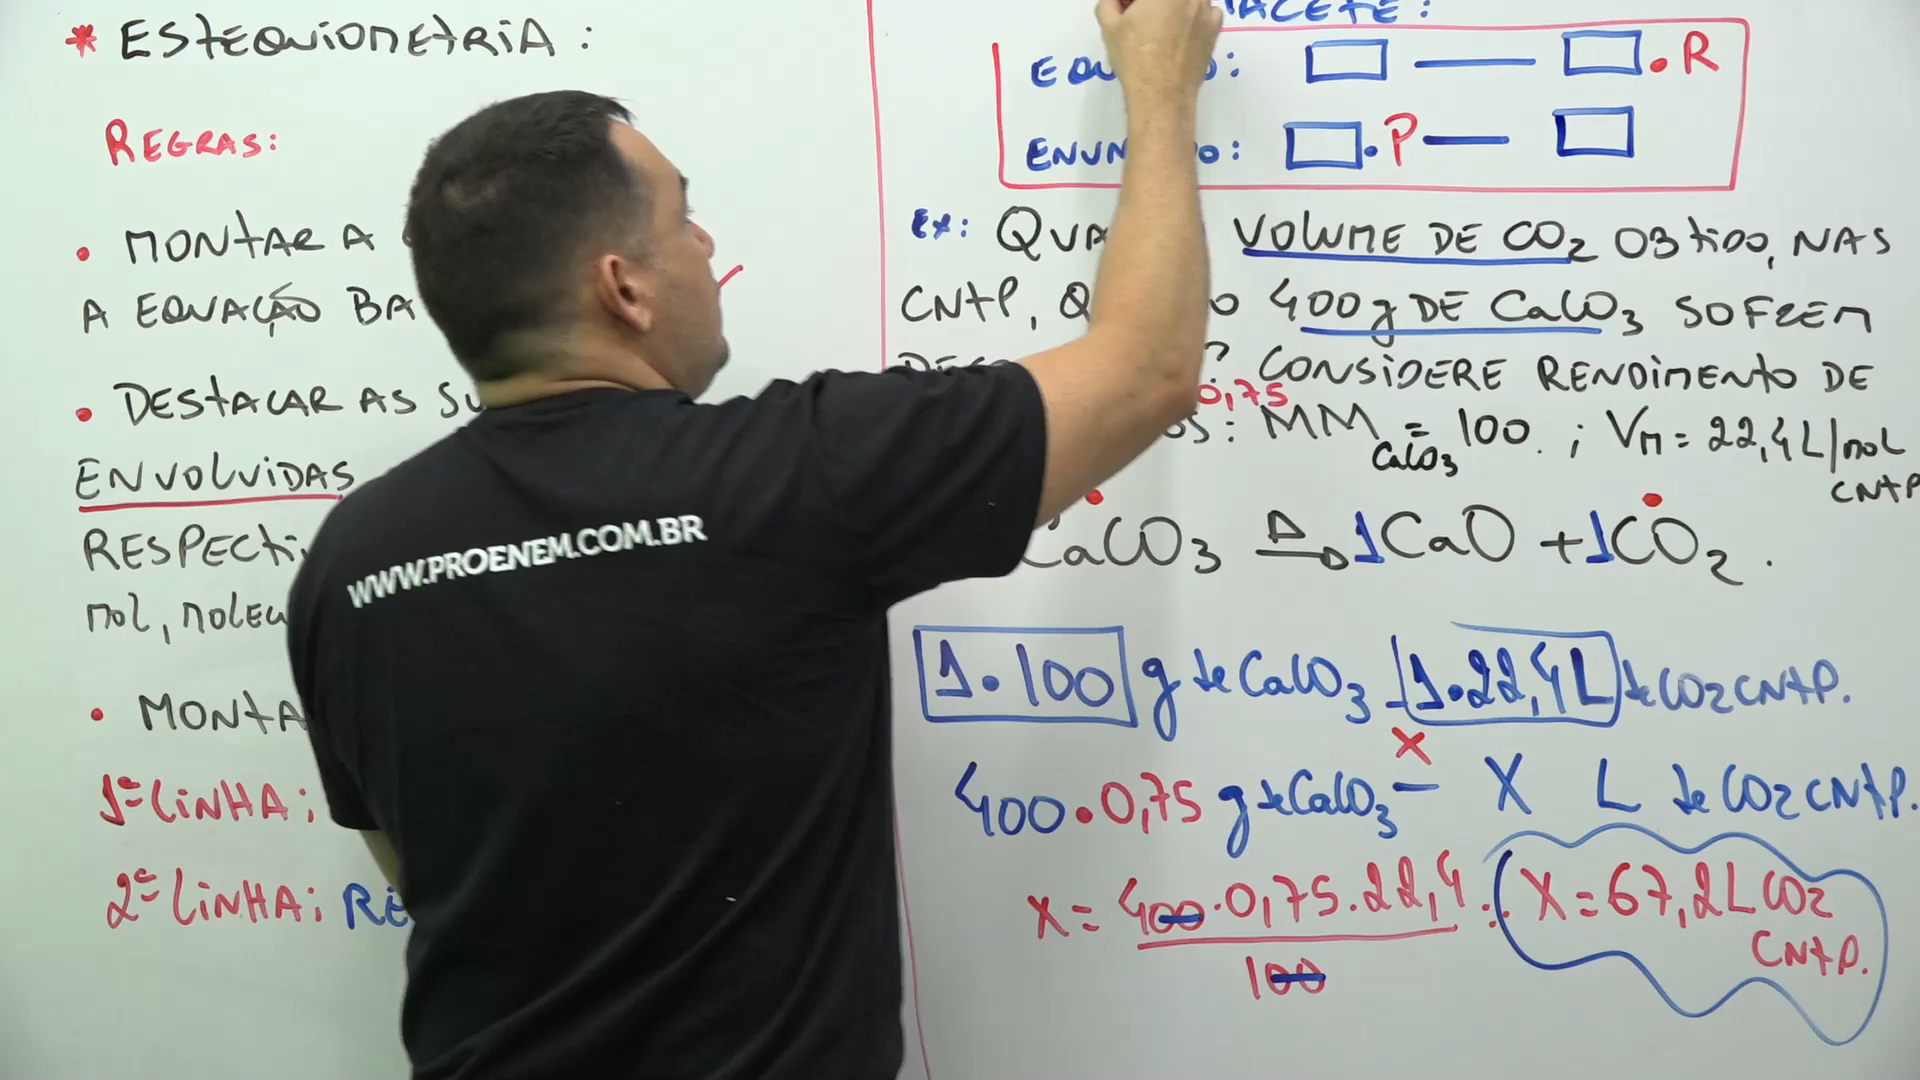 * ESTEQUIOMETRIA:
REGRAS:
• MONTAR A
A EQUAÇÃO BA
• DESTACAR AS SU
ENVOLVIDAS
RESPECTI
mol, moleu
• MONTA
1ª LINHA:
2ª LINHA: RE
WWW.PROENEM.COM.BR
MACETE:
EQU O: □ — □ . R
ENUN O: □ . P — □
Ex: QUA VOLUME DE CO2 OBTIDO, NAS
CNTP, Q O 400g DE CaCO3 SOFREM
DECO ? CONSIDERE RENDIMENTO DE
0,75
OS: MM CaCO3 = 100. ; VM = 22,4L/mol
CNTP
CaCO3 Δ→ 1CaO + 1CO2.
1.100 g de CaCO3 — 1.22,4L de CO2 CNTP.
X
400.0,75 g de CaCO3 — X L de CO2 CNTP.
X = 400.0,75.22,4 / 100 ∴ X = 67,2L CO2
CNTP.